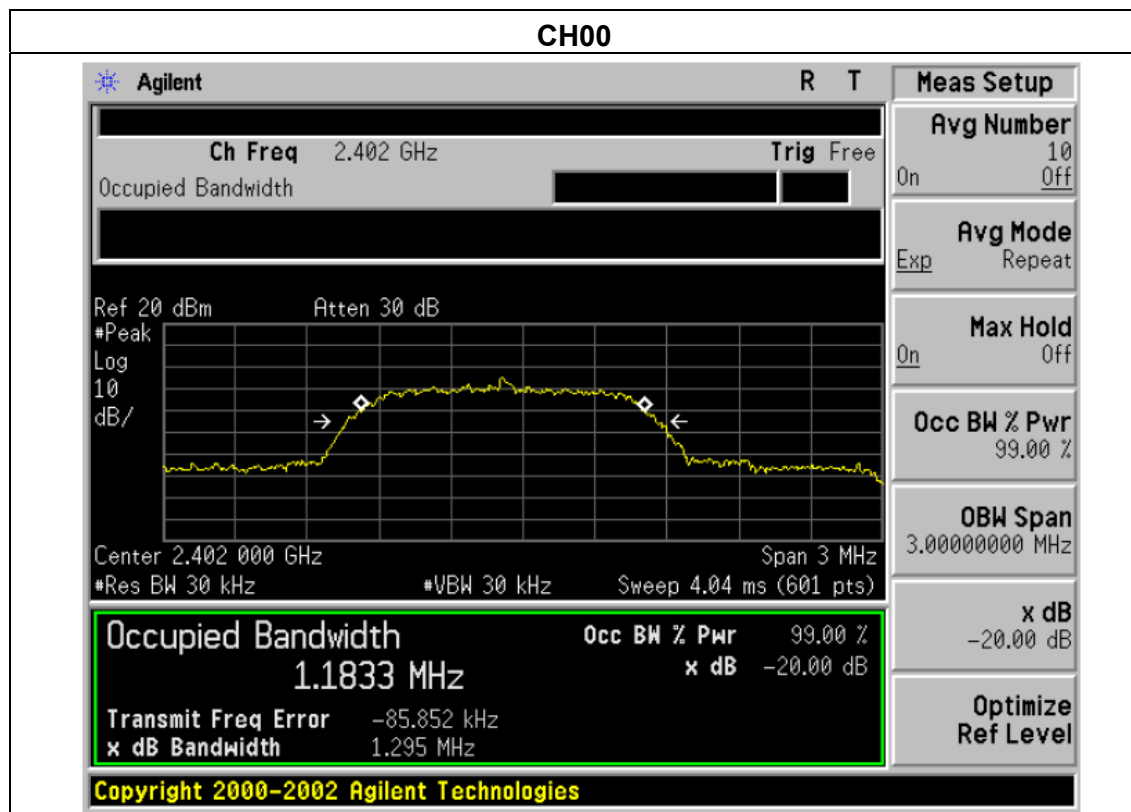 CH00
Agilent R T
Ch Freq 2.402 GHz Trig Free
Occupied Bandwidth
Ref 20 dBm Atten 30 dB
#Peak
Log
10
dB/
Center 2.402 000 GHz Span 3 MHz
#Res BW 30 kHz #VBW 30 kHz Sweep 4.04 ms (601 pts)
Occupied Bandwidth Occ BW % Pwr 99.00 %
1.1833 MHz x dB -20.00 dB
Transmit Freq Error -85.852 kHz
x dB Bandwidth 1.295 MHz
Copyright 2000-2002 Agilent Technologies
Meas Setup
Avg Number
10
On Off
Avg Mode
Exp Repeat
Max Hold
On Off
Occ BW % Pwr
99.00 %
OBW Span
3.00000000 MHz
x dB
-20.00 dB
Optimize
Ref Level